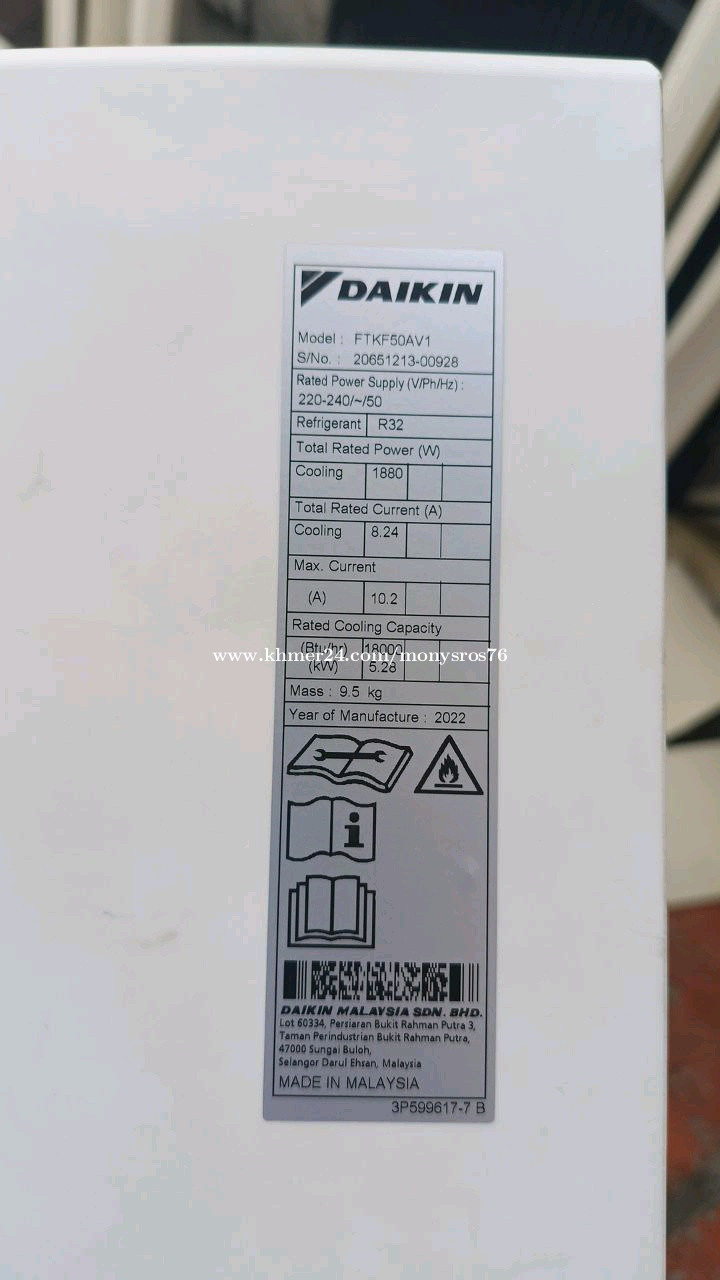 DAIKIN
Model : FTKF50AV1
S/No. : 20651213-00928
Rated Power Supply (V/Ph/Hz) :
220-240/~/50
Refrigerant R32
Total Rated Power (W)
Cooling 1880
Total Rated Current (A)
Cooling 8.24
Max. Current
(A) 10.2
Rated Cooling Capacity
(Btu/hr) 18000
www.khmer24.com/monysros76
(kW) 5.28
Mass : 9.5 kg
Year of Manufacture : 2022
i
DAIKIN MALAYSIA SDN. BHD.
Lot 60334, Persiaran Bukit Rahman Putra 3,
Taman Perindustrian Bukit Rahman Putra,
47000 Sungai Buloh,
Selangor Darul Ehsan, Malaysia
MADE IN MALAYSIA
3P599617-7 B